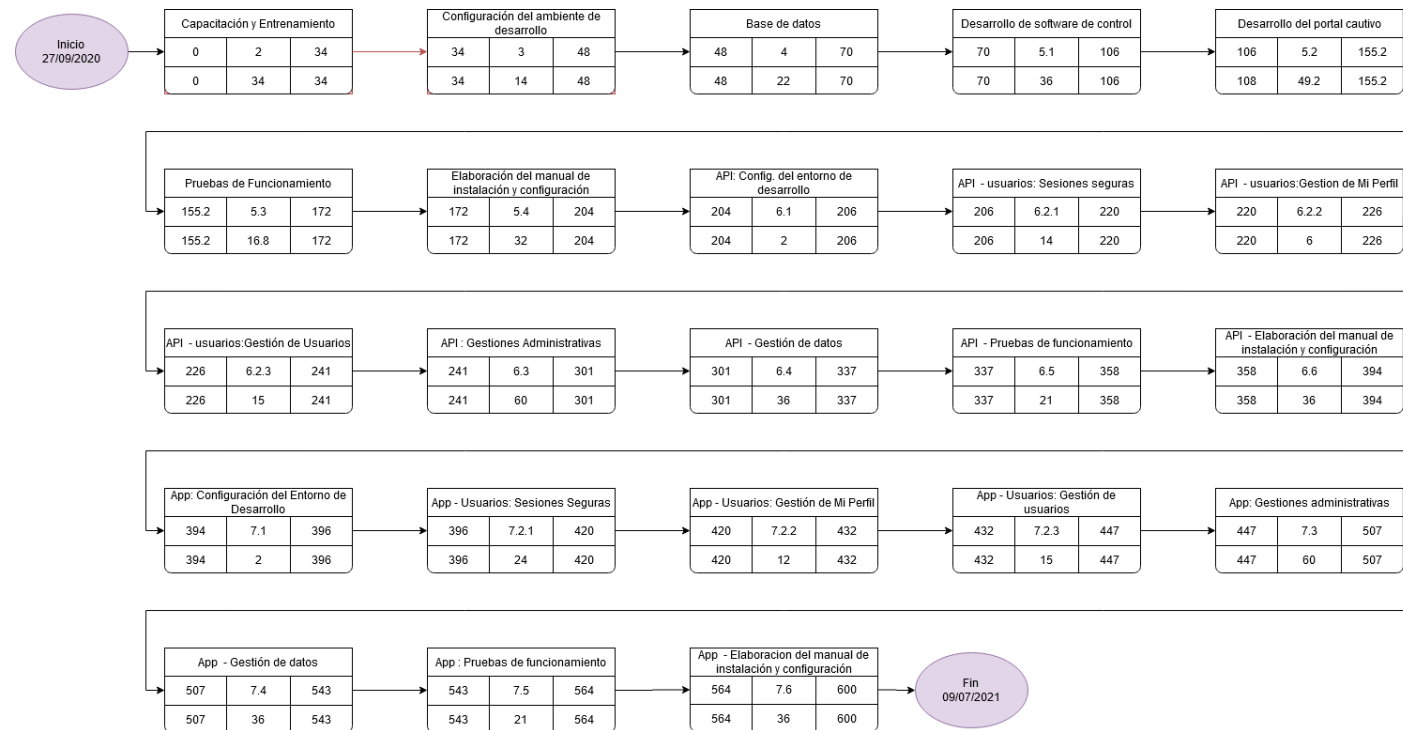 Inicio
27/09/2020
Capacitación y Entrenamiento
0 2 34
0 34 34
Configuración del ambiente de
desarrollo
34 3 48
34 14 48
Base de datos
48 4 70
48 22 70
Desarrollo de software de control
70 5.1 106
70 36 106
Desarrollo del portal cautivo
106 5.2 155.2
108 49.2 155.2
Pruebas de Funcionamiento
155.2 5.3 172
155.2 16.8 172
Elaboración del manual de
instalación y configuración
172 5.4 204
172 32 204
API: Config. del entorno de
desarrollo
204 6.1 206
204 2 206
API - usuarios: Sesiones seguras
206 6.2.1 220
206 14 220
API - usuarios:Gestion de Mi Perfil
220 6.2.2 226
220 6 226
API - usuarios:Gestión de Usuarios
226 6.2.3 241
226 15 241
API : Gestiones Administrativas
241 6.3 301
241 60 301
API - Gestión de datos
301 6.4 337
301 36 337
API - Pruebas de funcionamiento
337 6.5 358
337 21 358
API - Elaboración del manual de
instalación y configuración
358 6.6 394
358 36 394
App: Configuración del Entorno de
Desarrollo
394 7.1 396
394 2 396
App - Usuarios: Sesiones Seguras
396 7.2.1 420
396 24 420
App - Usuarios: Gestión de Mi Perfil
420 7.2.2 432
420 12 432
App - Usuarios: Gestión de
usuarios
432 7.2.3 447
432 15 447
App: Gestiones administrativas
447 7.3 507
447 60 507
App - Gestión de datos
507 7.4 543
507 36 543
App : Pruebas de funcionamiento
543 7.5 564
543 21 564
App - Elaboracion del manual de
instalación y configuración
564 7.6 600
564 36 600
Fin
09/07/2021